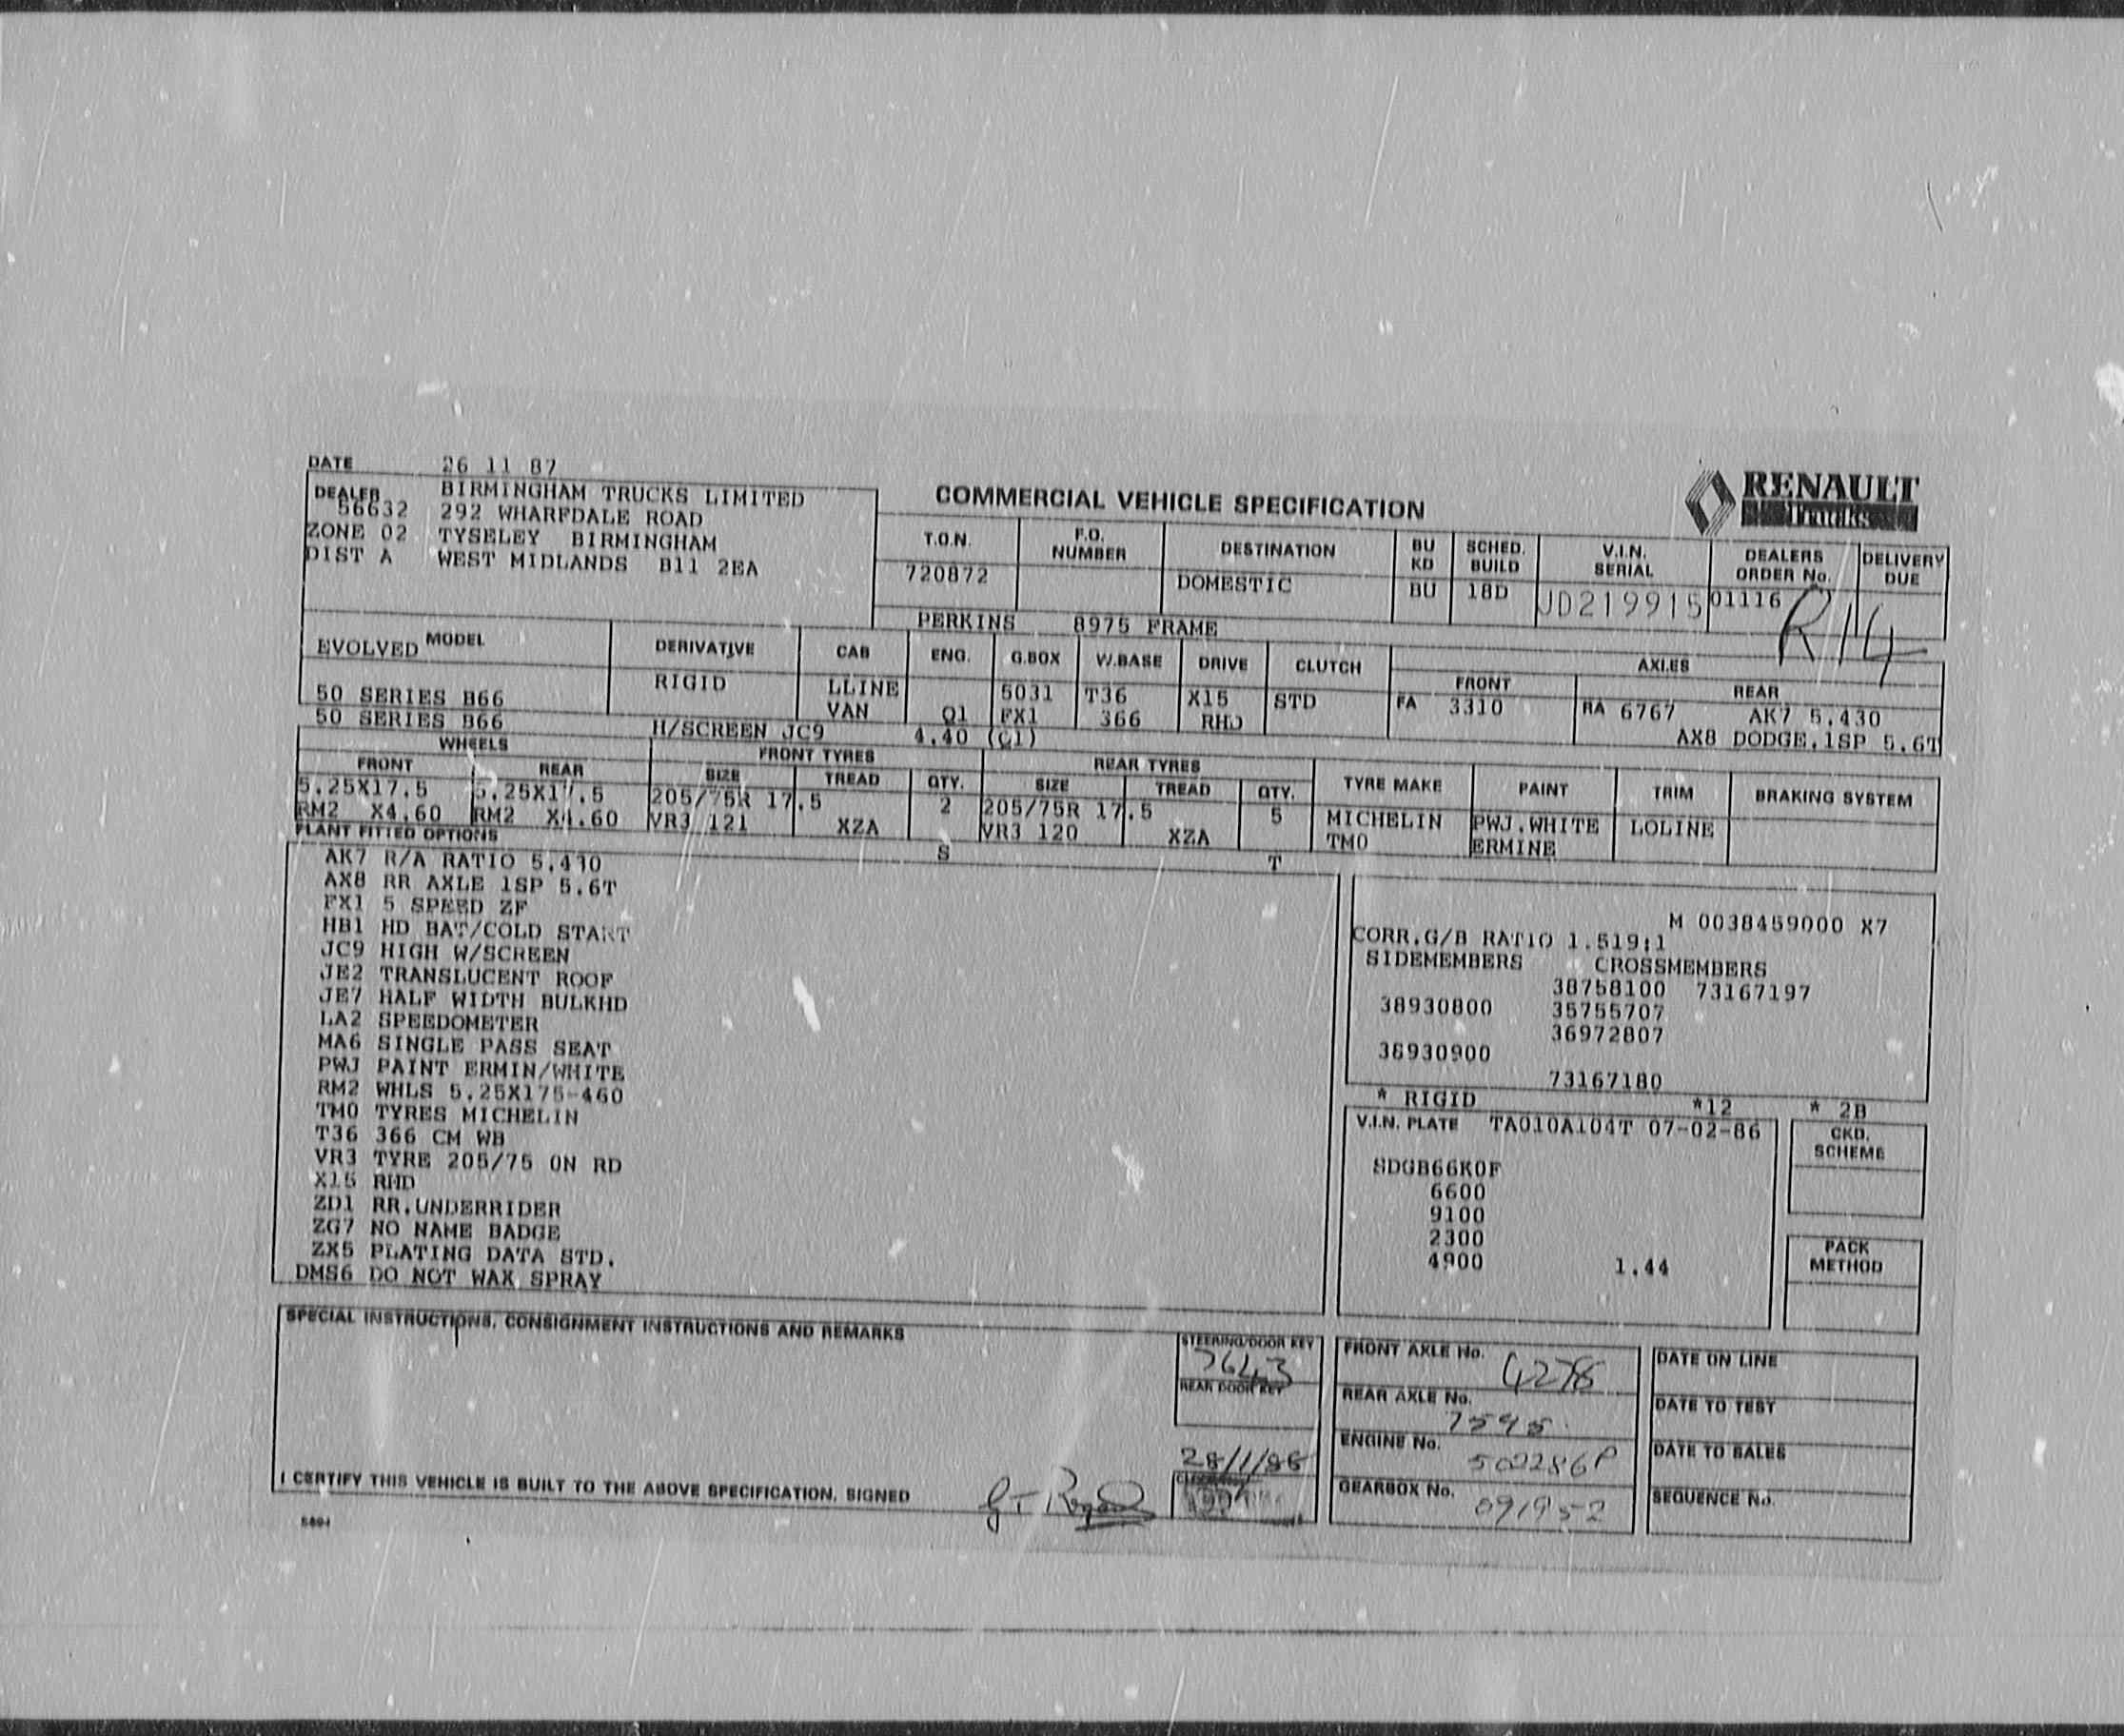 DATE 26 11 87
DEALER BIRMINGHAM TRUCKS LIMITED
56632 292 WHARFDALE ROAD
ZONE 02 TYSELEY BIRMINGHAM
DIST A WEST MIDLANDS B11 2EA
COMMERCIAL VEHICLE SPECIFICATION
RENAULT
Trucks
T.O.N. F.O. NUMBER DESTINATION BU KD SCHED. BUILD V.I.N. SERIAL DEALERS ORDER No. DELIVERY DUE
720872 DOMESTIC BU 18D JD219915 01116 R14
PERKINS 8975 FRAME
MODEL DERIVATIVE CAB ENG. G.BOX W.BASE DRIVE CLUTCH AXLES
FRONT REAR
EVOLVED
50 SERIES B66 RIGID LLINE 5031 T36 X15 STD FA 3310 RA 6767 AK7 5.430
50 SERIES B66 VAN Q1 FX1 366 RHD AX8 DODGE.1SP 5.6T
H/SCREEN JC9 4.40 (C1)
WHEELS FRONT TYRES REAR TYRES TYRE MAKE PAINT TRIM BRAKING SYSTEM
FRONT REAR SIZE TREAD QTY. SIZE TREAD QTY.
5.25X17.5 5.25X17.5 205/75R 17.5 2 205/75R 17.5 5 MICHELIN PWJ.WHITE LOLINE
RM2 X4.60 RM2 X4.60 VR3 121 XZA VR3 120 XZA TM0 ERMINE
PLANT FITTED OPTIONS S T
AK7 R/A RATIO 5.430
AX8 RR AXLE 1SP 5.6T
FX1 5 SPEED ZF
HB1 HD BAT/COLD START
JC9 HIGH W/SCREEN
JE2 TRANSLUCENT ROOF
JE7 HALF WIDTH BULKHD
LA2 SPEEDOMETER
MA6 SINGLE PASS SEAT
PWJ PAINT ERMIN/WHITE
RM2 WHLS 5.25X175-460
TM0 TYRES MICHELIN
T36 366 CM WB
VR3 TYRE 205/75 ON RD
X15 RHD
ZD1 RR.UNDERRIDER
ZG7 NO NAME BADGE
ZX5 PLATING DATA STD.
DMS6 DO NOT WAX SPRAY
M 0038459000 X7
CORR.G/B RATIO 1.519:1
SIDEMEMBERS CROSSMEMBERS
38758100 73167197
38930800 35755707
36972807
38930900
73167180
* RIGID *12 * 2B
V.I.N. PLATE TA010A104T 07-02-86
SDGB66K0F
6600
9100
2300
4900 1.44
CKD. SCHEME
PACK METHOD
SPECIAL INSTRUCTIONS, CONSIGNMENT INSTRUCTIONS AND REMARKS
STEERING/DOOR KEY
7643
REAR DOOR KEY
28/1/88
I CERTIFY THIS VEHICLE IS BUILT TO THE ABOVE SPECIFICATION, SIGNED
FRONT AXLE No. 4278
REAR AXLE No. 7595
ENGINE No. 502286P
GEARBOX No. 091952
DATE ON LINE
DATE TO TEST
DATE TO SALES
SEQUENCE No.